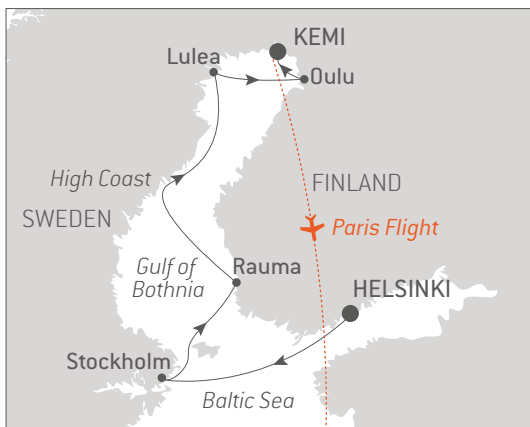 KEMI
Lulea
Oulu
High Coast
FINLAND
SWEDEN
Paris Flight
Gulf of
Bothnia
Rauma
HELSINKI
Stockholm
Baltic Sea